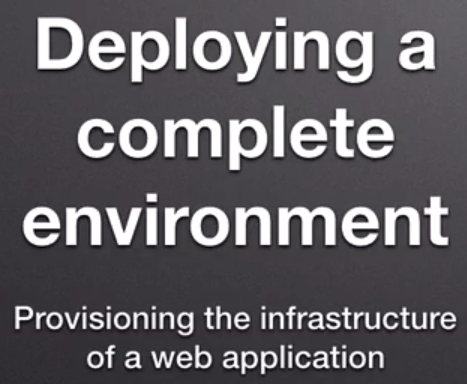 Deploying a
complete
environment
Provisioning the infrastructure
of a web application